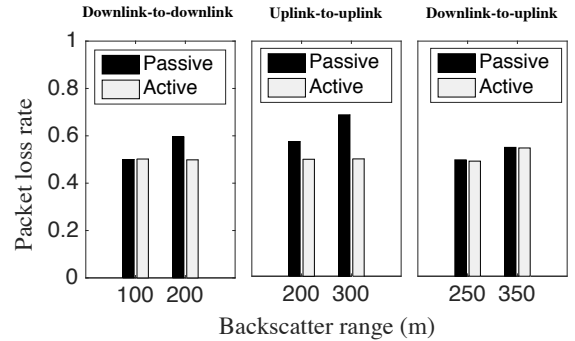 Downlink-to-downlink
Uplink-to-uplink
Downlink-to-uplink
Packet loss rate
1
0.8
0.6
0.4
0.2
0
Passive
Active
Passive
Active
Passive
Active
100 200
200 300
250 350
Backscatter range (m)